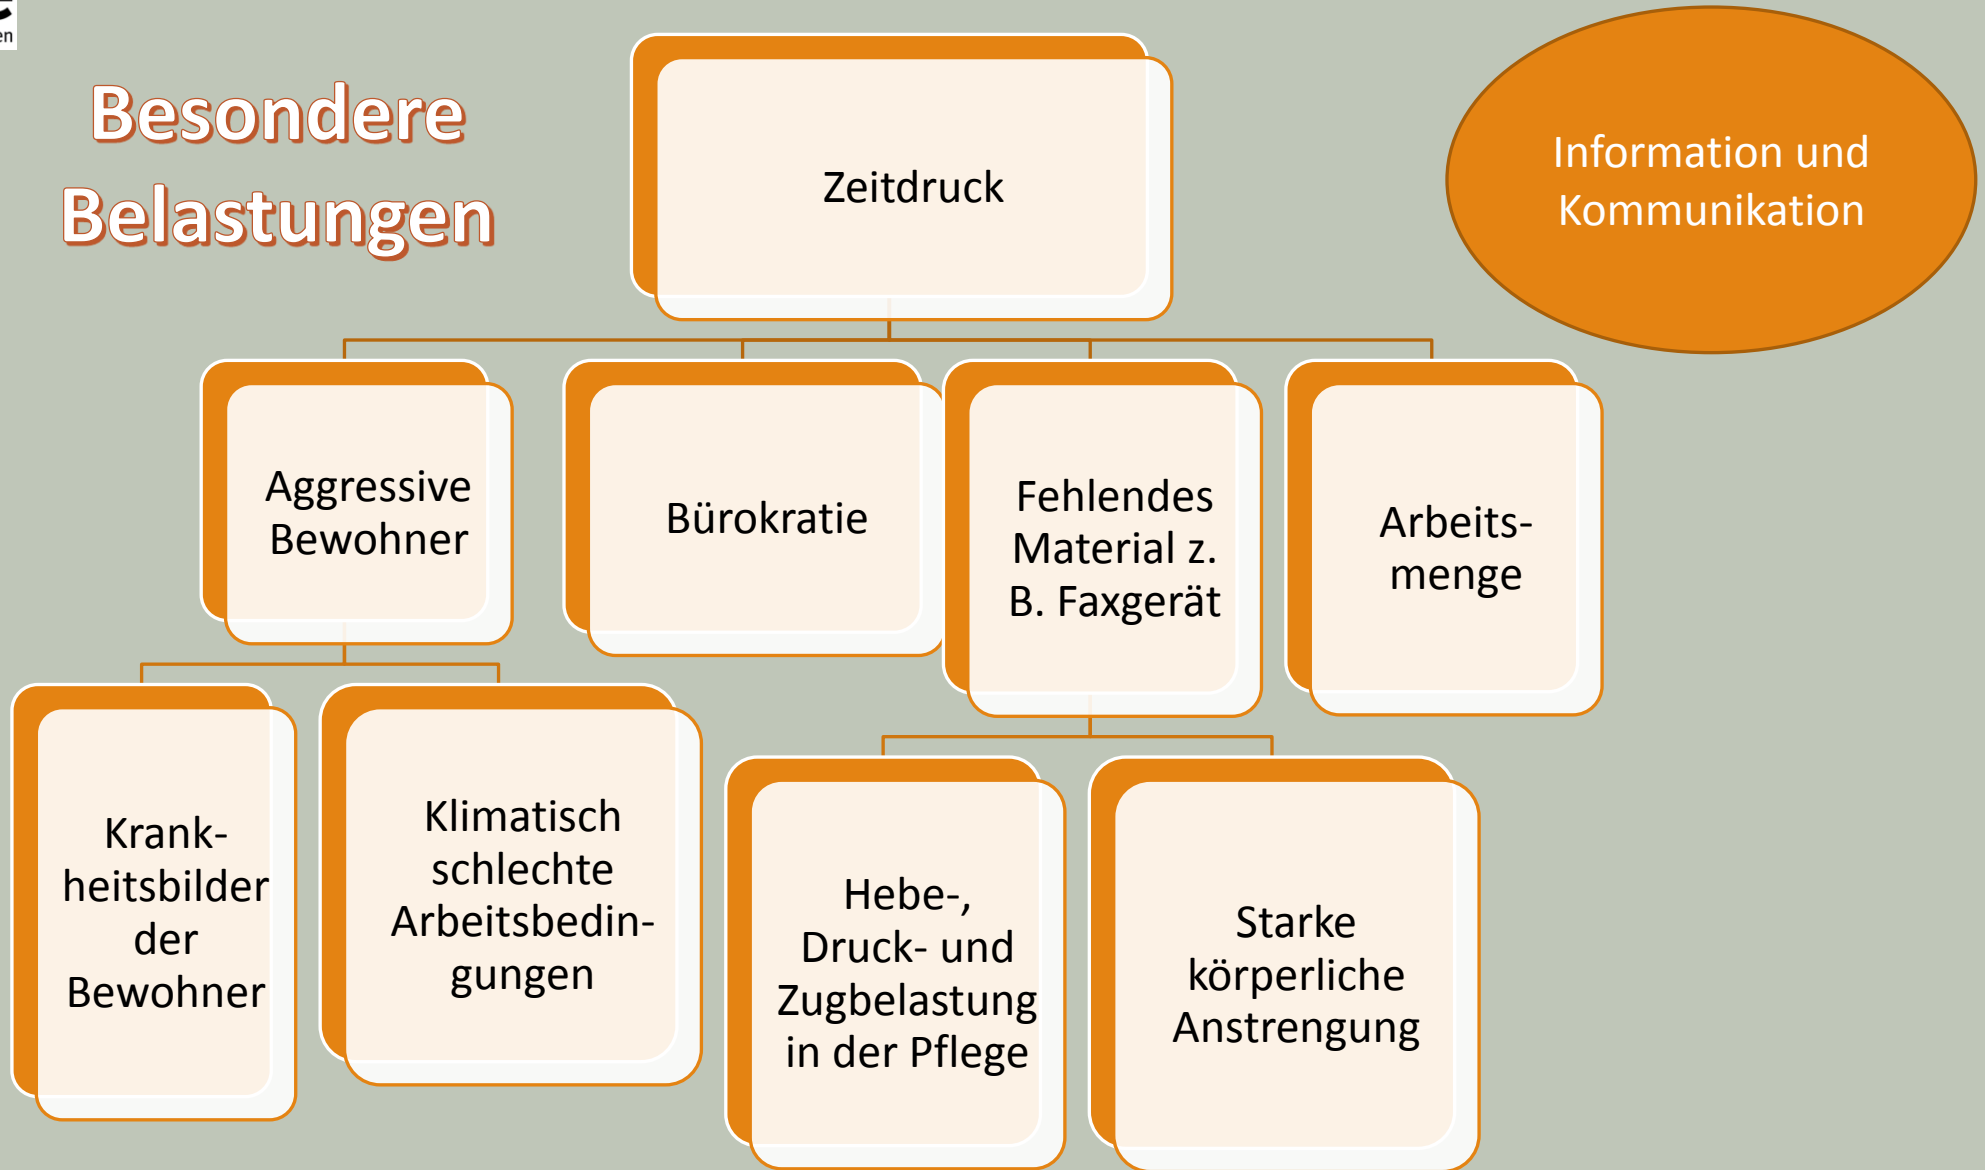 en
Besondere
Belastungen
Zeitdruck
Information und
Kommunikation
Aggressive
Bewohner
Bürokratie
Fehlendes
Material z.
B. Faxgerät
Arbeits-
menge
Krank-
heitsbilder
der
Bewohner
Klimatisch
schlechte
Arbeitsbedin-
gungen
Hebe-,
Druck- und
Zugbelastung
in der Pflege
Starke
körperliche
Anstrengung